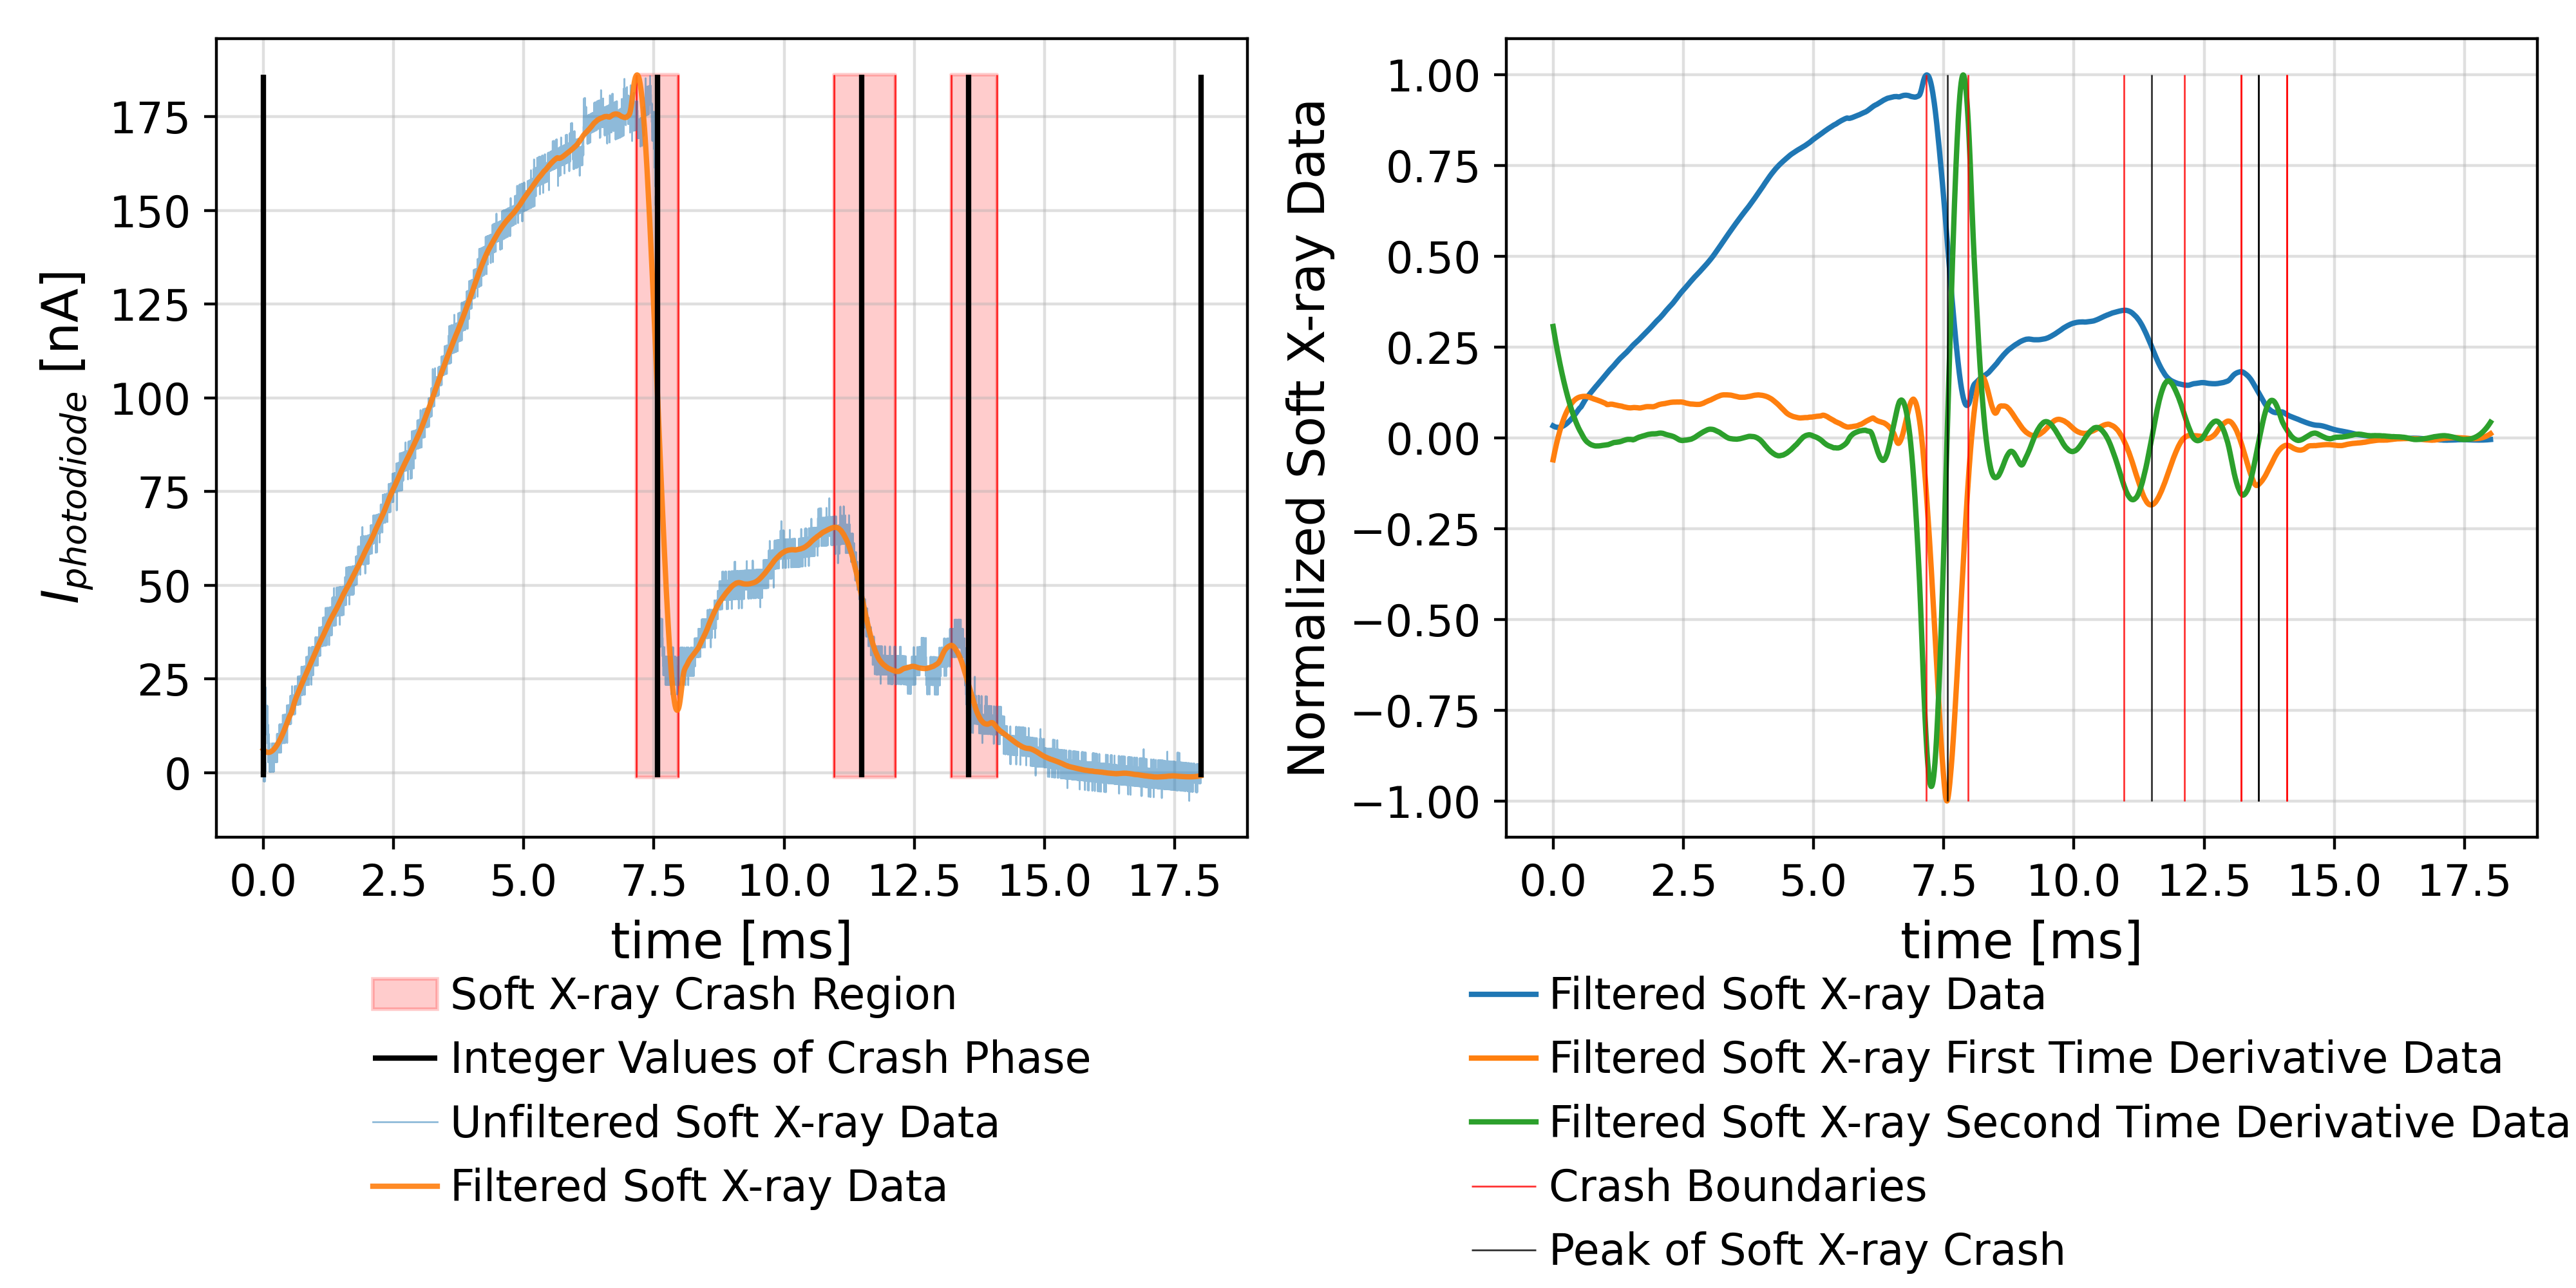 175
150
125
100
75
50
25
0
I_photodiode [nA]
0.0 2.5 5.0 7.5 10.0 12.5 15.0 17.5
time [ms]
Soft X-ray Crash Region
Integer Values of Crash Phase
Unfiltered Soft X-ray Data
Filtered Soft X-ray Data
1.00
0.75
0.50
0.25
0.00
−0.25
−0.50
−0.75
−1.00
Normalized Soft X-ray Data
0.0 2.5 5.0 7.5 10.0 12.5 15.0 17.5
time [ms]
Filtered Soft X-ray Data
Filtered Soft X-ray First Time Derivative Data
Filtered Soft X-ray Second Time Derivative Data
Crash Boundaries
Peak of Soft X-ray Crash